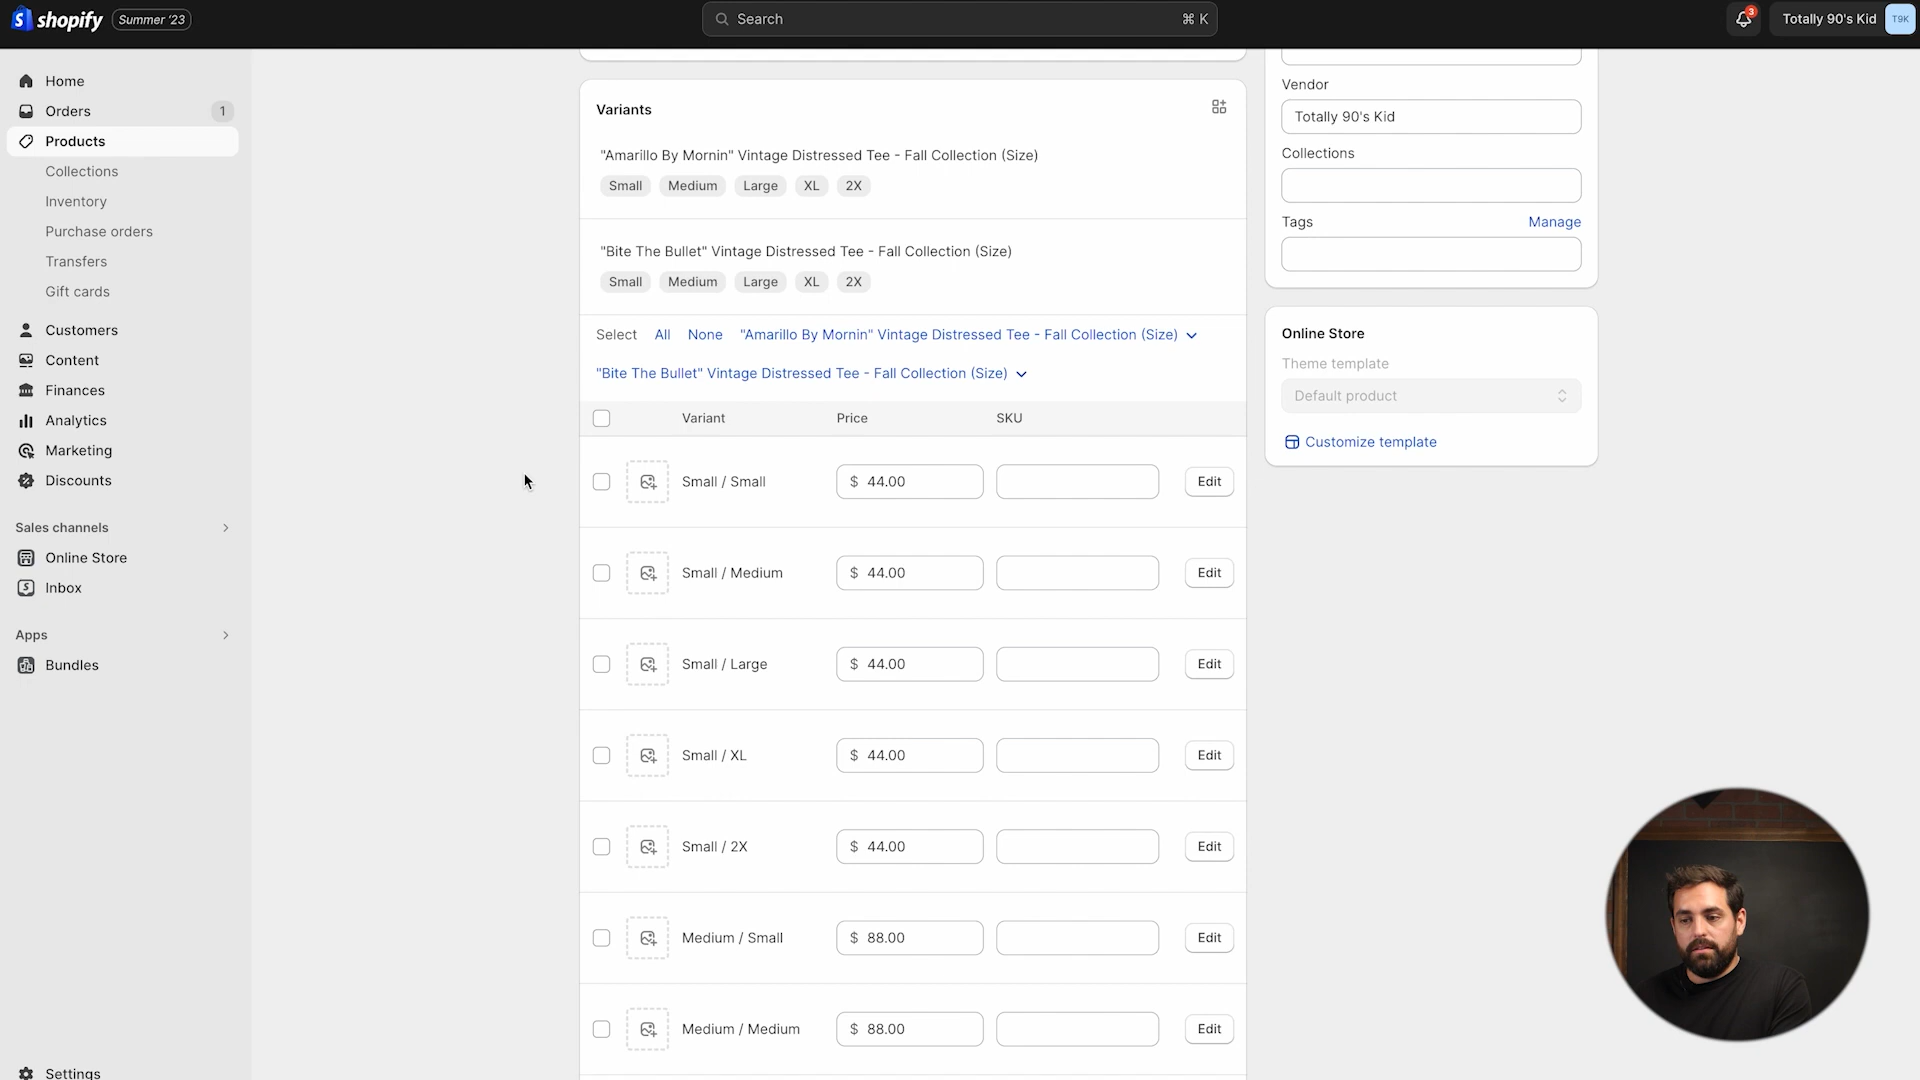 shopify Summer '23
Search ⌘ K
3
Totally 90's Kid T9K
Home
Orders 1
Products
Collections
Inventory
Purchase orders
Transfers
Gift cards
Customers
Content
Finances
Analytics
Marketing
Discounts
Sales channels
Online Store
Inbox
Apps
Bundles
Settings
Variants
"Amarillo By Mornin" Vintage Distressed Tee - Fall Collection (Size)
Small Medium Large XL 2X
"Bite The Bullet" Vintage Distressed Tee - Fall Collection (Size)
Small Medium Large XL 2X
Select All None "Amarillo By Mornin" Vintage Distressed Tee - Fall Collection (Size)
"Bite The Bullet" Vintage Distressed Tee - Fall Collection (Size)
Variant Price SKU
Small / Small $ 44.00 Edit
Small / Medium $ 44.00 Edit
Small / Large $ 44.00 Edit
Small / XL $ 44.00 Edit
Small / 2X $ 44.00 Edit
Medium / Small $ 88.00 Edit
Medium / Medium $ 88.00 Edit
Vendor
Totally 90's Kid
Collections
Tags Manage
Online Store
Theme template
Default product
Customize template